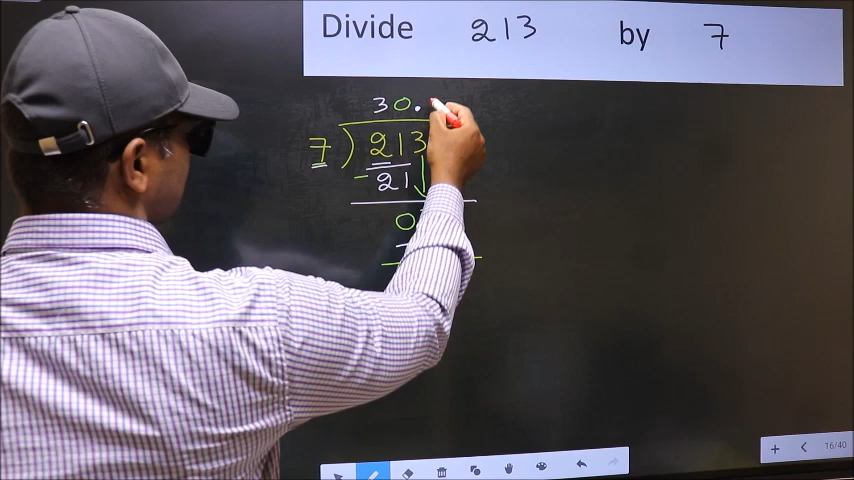 Divide 213 by 7
30.
7 ) 213
- 21
0
16/40